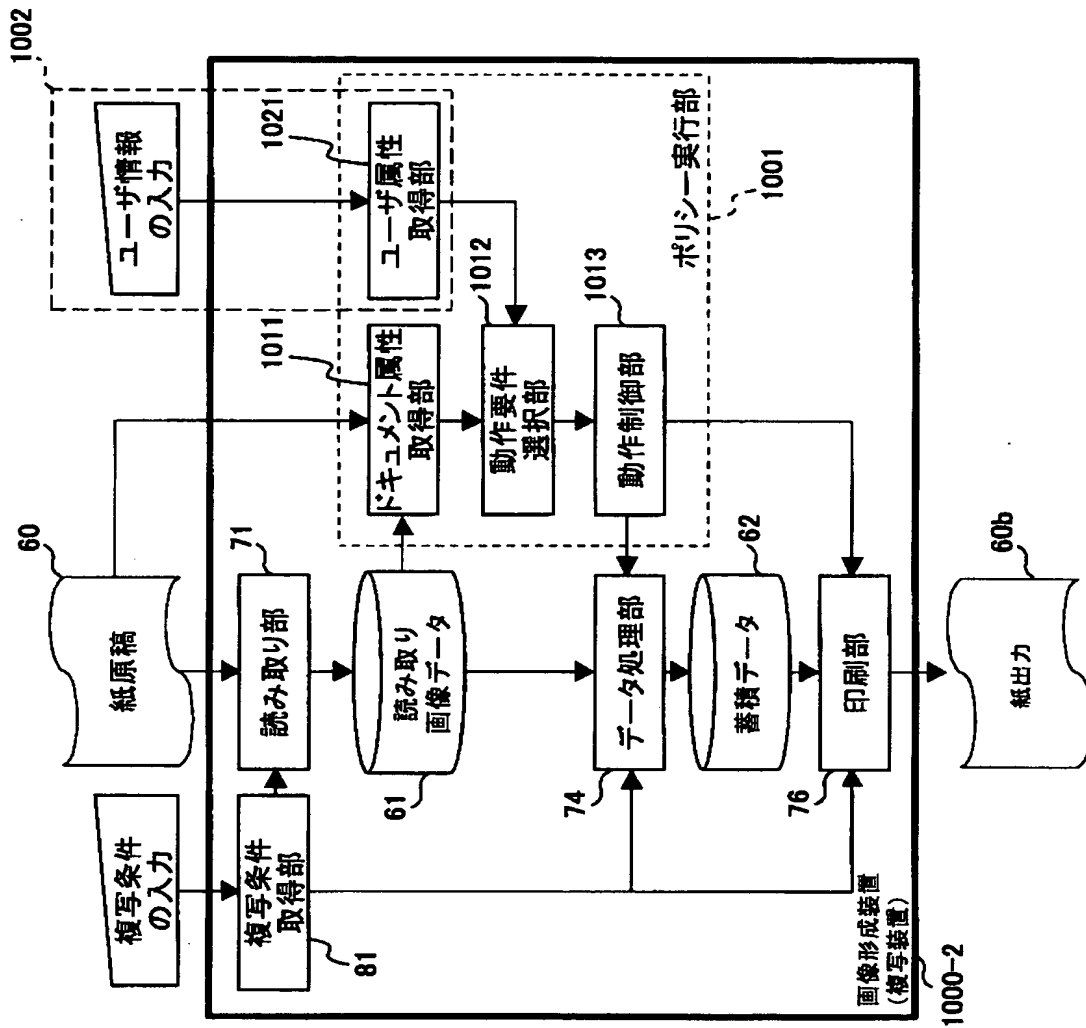 1002
複写条件
の入力
紙原稿
60
ユーザ情報
の入力
複写条件
取得部
81
読み取り部
71
ドキュメント属性
取得部
1011
ユーザ属性
取得部
1021
読み取り
画像データ
61
動作要件
選択部
1012
データ処理部
74
動作制御部
1013
蓄積データ
62
ポリシー実行部
1001
印刷部
76
画像形成装置
(複写装置)
1000-2
紙出力
60b